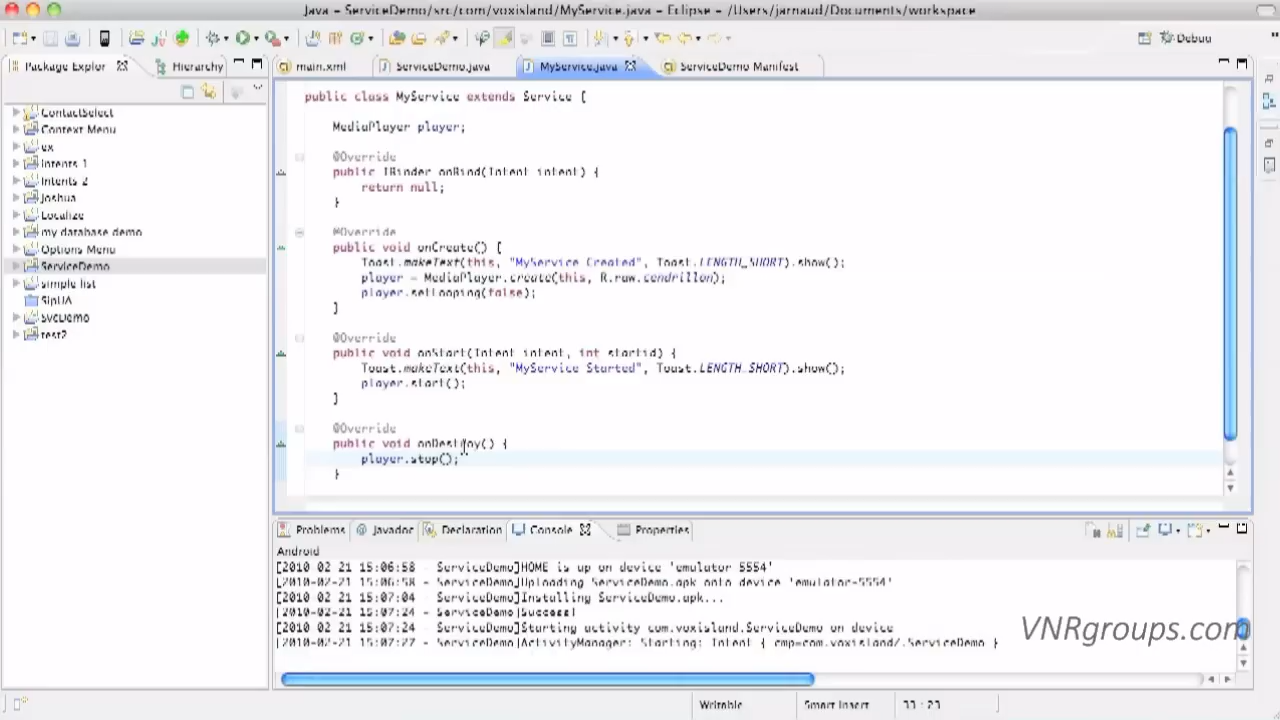 Java – ServiceDemo/src/com/voxisland/MyService.java – Eclipse – /Users/jarnaud/Documents/workspace
Debug
Package Explor
Hierarchy
main.xml
ServiceDemo.java
MyService.java
ServiceDemo Manifest
ContactSelect
Context Menu
ex
Intents 1
Intents 2
Joshua
Localize
my database demo
Options Menu
ServiceDemo
simple list
SipUA
SvcDemo
test2
public class MyService extends Service {
MediaPlayer player;
@Override
public IBinder onBind(Intent intent) {
return null;
}
@Override
public void onCreate() {
Toast.makeText(this, "MyService Created", Toast.LENGTH_SHORT).show();
player = MediaPlayer.create(this, R.raw.cendrillon);
player.setLooping(false);
}
@Override
public void onStart(Intent intent, int startid) {
Toast.makeText(this, "MyService Started", Toast.LENGTH_SHORT).show();
player.start();
}
@Override
public void onDestroy() {
player.stop();
}
Problems
Javadoc
Declaration
Console
Properties
Android
[2010-02-21 15:06:58 - ServiceDemo]HOME is up on device 'emulator-5554'
[2010-02-21 15:06:58 - ServiceDemo]Uploading ServiceDemo.apk onto device 'emulator-5554'
[2010-02-21 15:07:04 - ServiceDemo]Installing ServiceDemo.apk...
[2010-02-21 15:07:24 - ServiceDemo]Success!
[2010-02-21 15:07:24 - ServiceDemo]Starting activity com.voxisland.ServiceDemo on device
[2010-02-21 15:07:27 - ServiceDemo]ActivityManager: Starting: Intent { cmp=com.voxisland/.ServiceDemo }
VNRgroups.com
Writable
Smart Insert
33 : 23